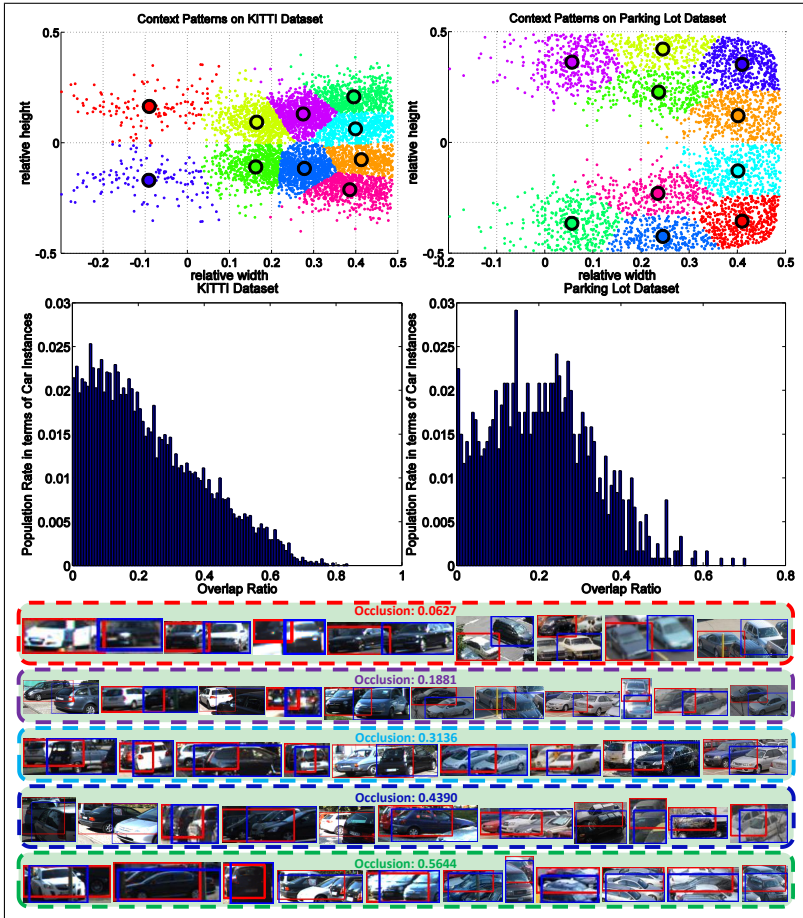 Context Patterns on KITTI Dataset
0.5
0
-0.5
relative height
-0.2 -0.1 0 0.1 0.2 0.3 0.4 0.5
relative width
Context Patterns on Parking Lot Dataset
0.5
0
-0.5
relative height
-0.2 -0.1 0 0.1 0.2 0.3 0.4 0.5
relative width
KITTI Dataset
0.03
0.025
0.02
0.015
0.01
0.005
0
Population Rate in terms of Car Instances
0 0.2 0.4 0.6 0.8 1
Overlap Ratio
Parking Lot Dataset
0.03
0.025
0.02
0.015
0.01
0.005
0
Population Rate in terms of Car Instances
0 0.2 0.4 0.6 0.8
Overlap Ratio
Occlusion: 0.0627
Occlusion: 0.1881
Occlusion: 0.3136
Occlusion: 0.4390
Occlusion: 0.5644